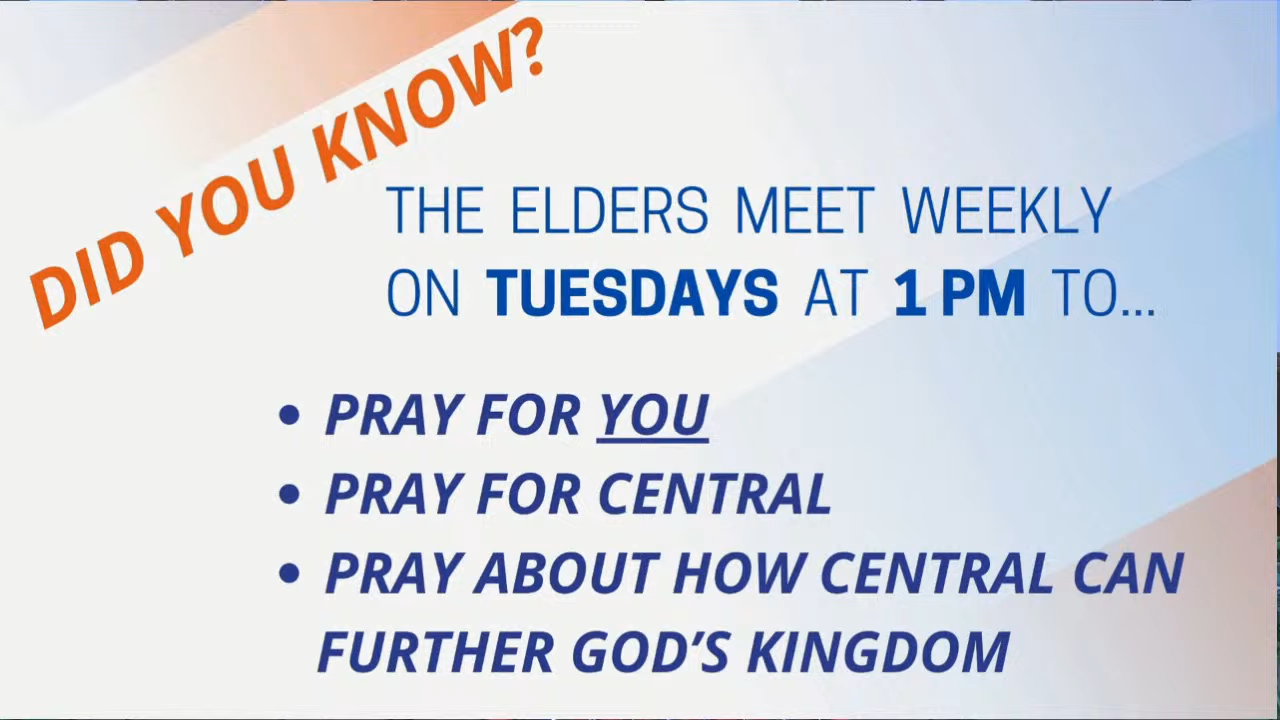 DID YOU KNOW?
THE ELDERS MEET WEEKLY
ON TUESDAYS AT 1 PM TO...
• PRAY FOR YOU
• PRAY FOR CENTRAL
• PRAY ABOUT HOW CENTRAL CAN
FURTHER GOD'S KINGDOM